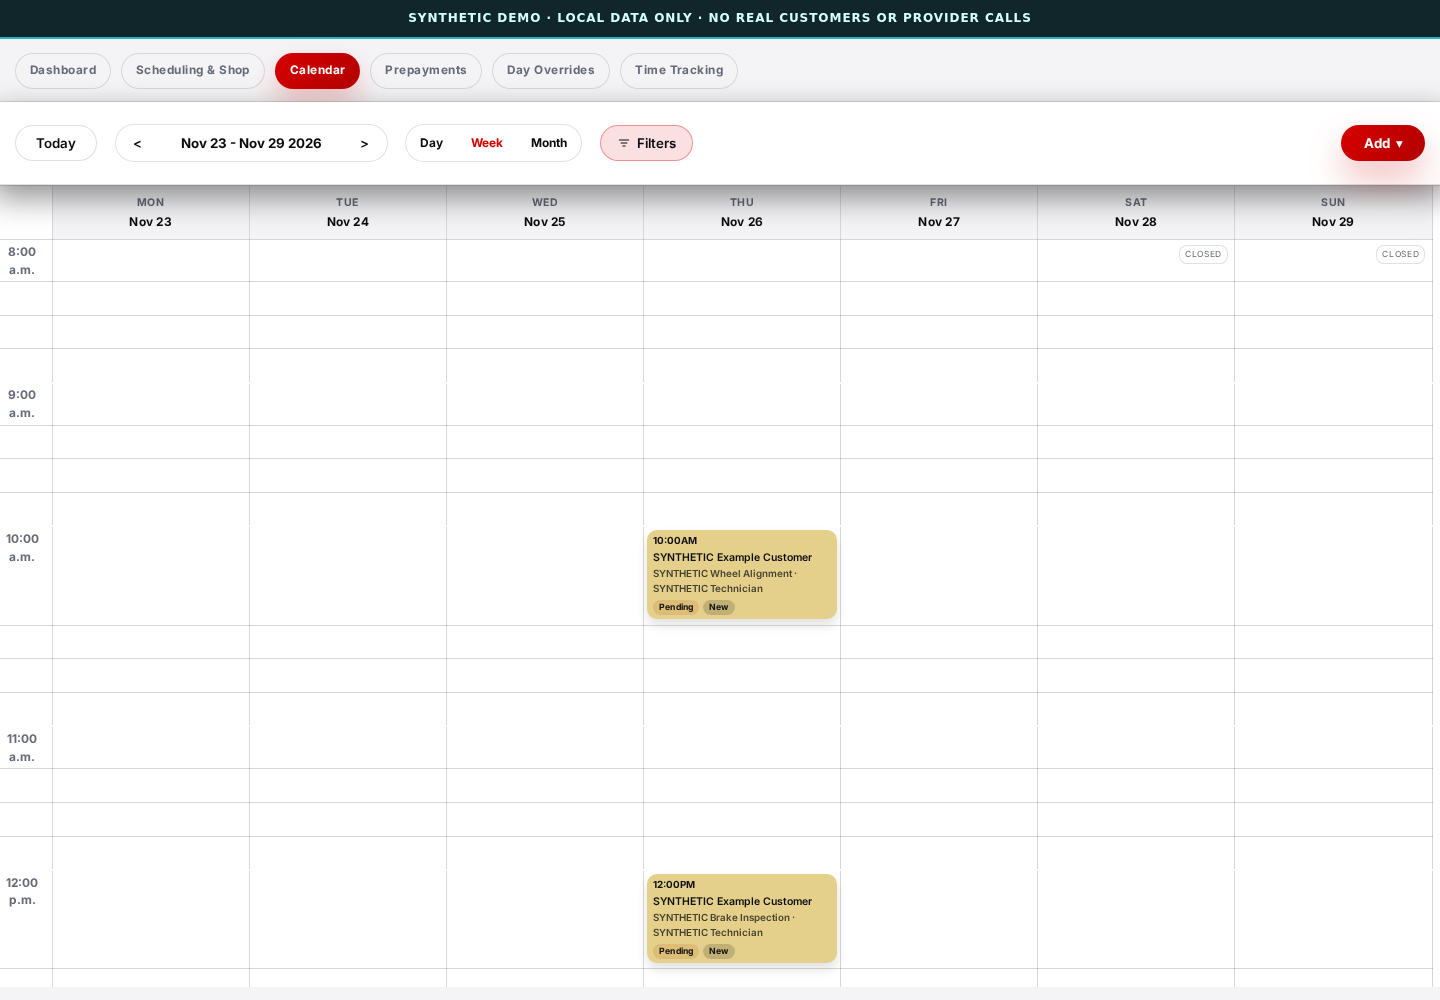 SYNTHETIC DEMO · LOCAL DATA ONLY · NO REAL CUSTOMERS OR PROVIDER CALLS
Dashboard Scheduling & Shop Calendar Prepayments Day Overrides Time Tracking
Today < Nov 23 - Nov 29 2026 > Day Week Month Filters Add ▾
MON TUE WED THU FRI SAT SUN
Nov 23 Nov 24 Nov 25 Nov 26 Nov 27 Nov 28 Nov 29
8:00 a.m. CLOSED CLOSED
9:00 a.m.
10:00 a.m.
10:00AM
SYNTHETIC Example Customer
SYNTHETIC Wheel Alignment ·
SYNTHETIC Technician
Pending New
11:00 a.m.
12:00 p.m.
12:00PM
SYNTHETIC Example Customer
SYNTHETIC Brake Inspection ·
SYNTHETIC Technician
Pending New